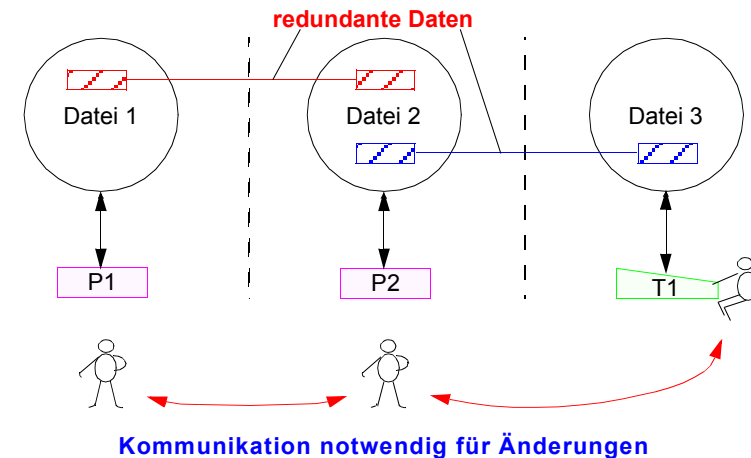 redundante Daten
Datei 1
Datei 2
Datei 3
P1
P2
T1
Kommunikation notwendig für Änderungen